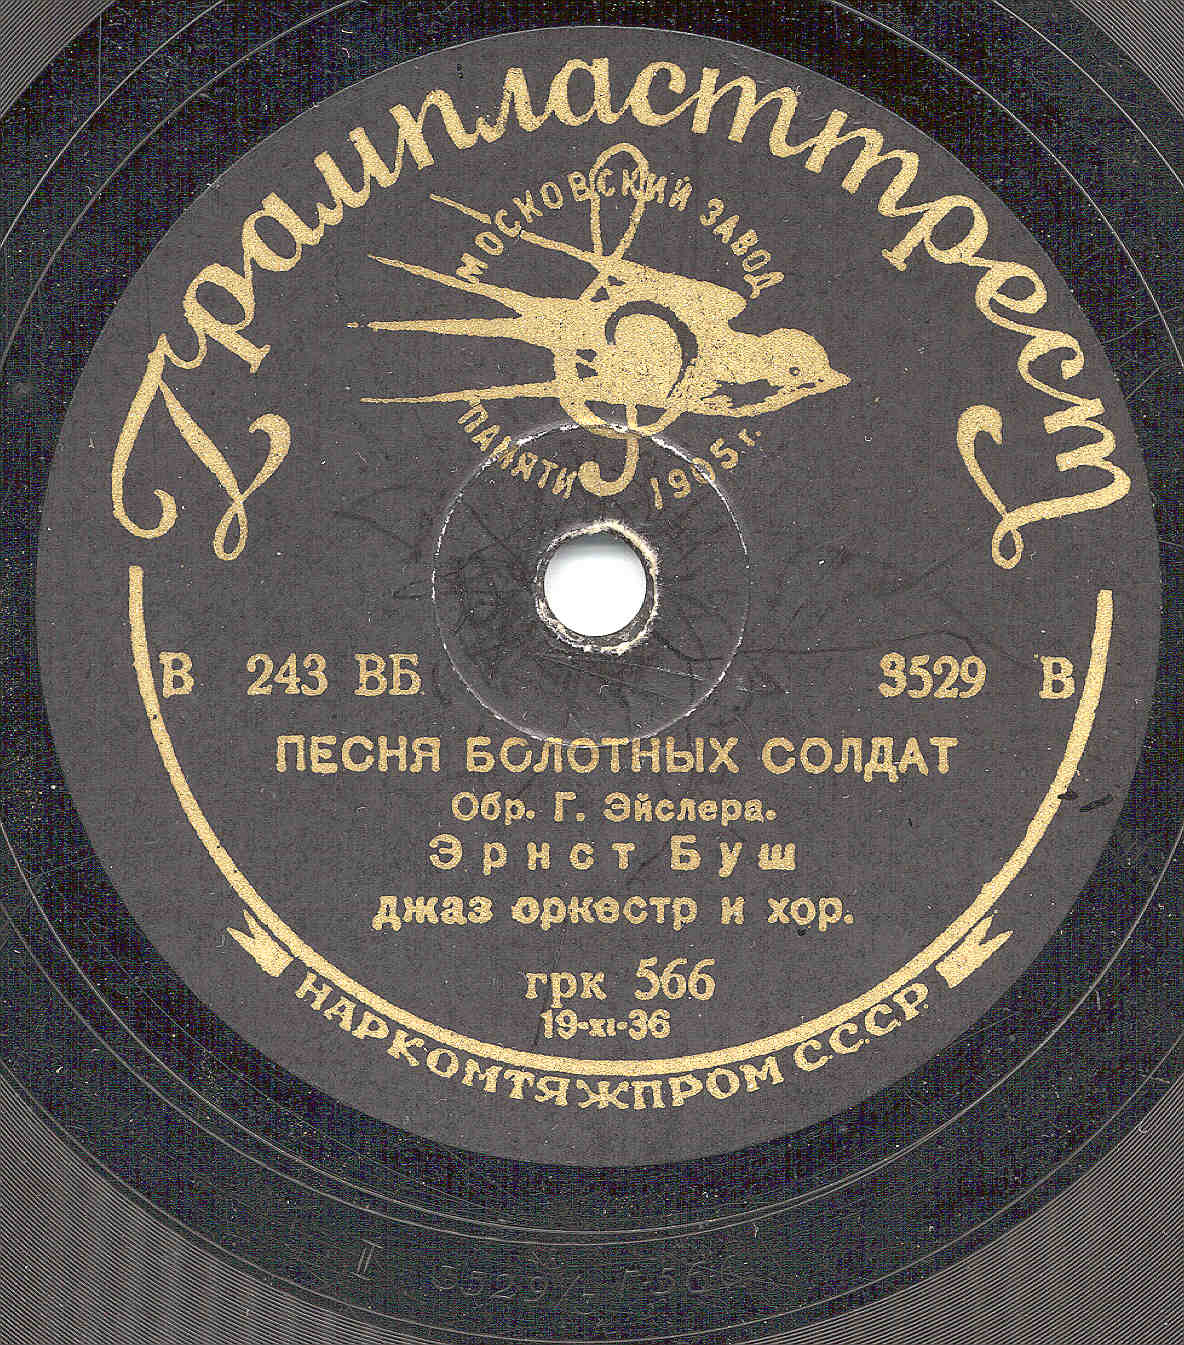 Грампласттрест
МОСКОВСКИЙ ЗАВОД
ПАМЯТИ 1905 г.
В 243 ВБ 3529 В
ПЕСНЯ БОЛОТНЫХ СОЛДАТ
Обр. Г. Эйслера.
Эрнст Буш
джаз оркестр и хор.
грк 566
19-XI-36
НАРКОМТЯЖПРОМ С.С.С.Р.
II